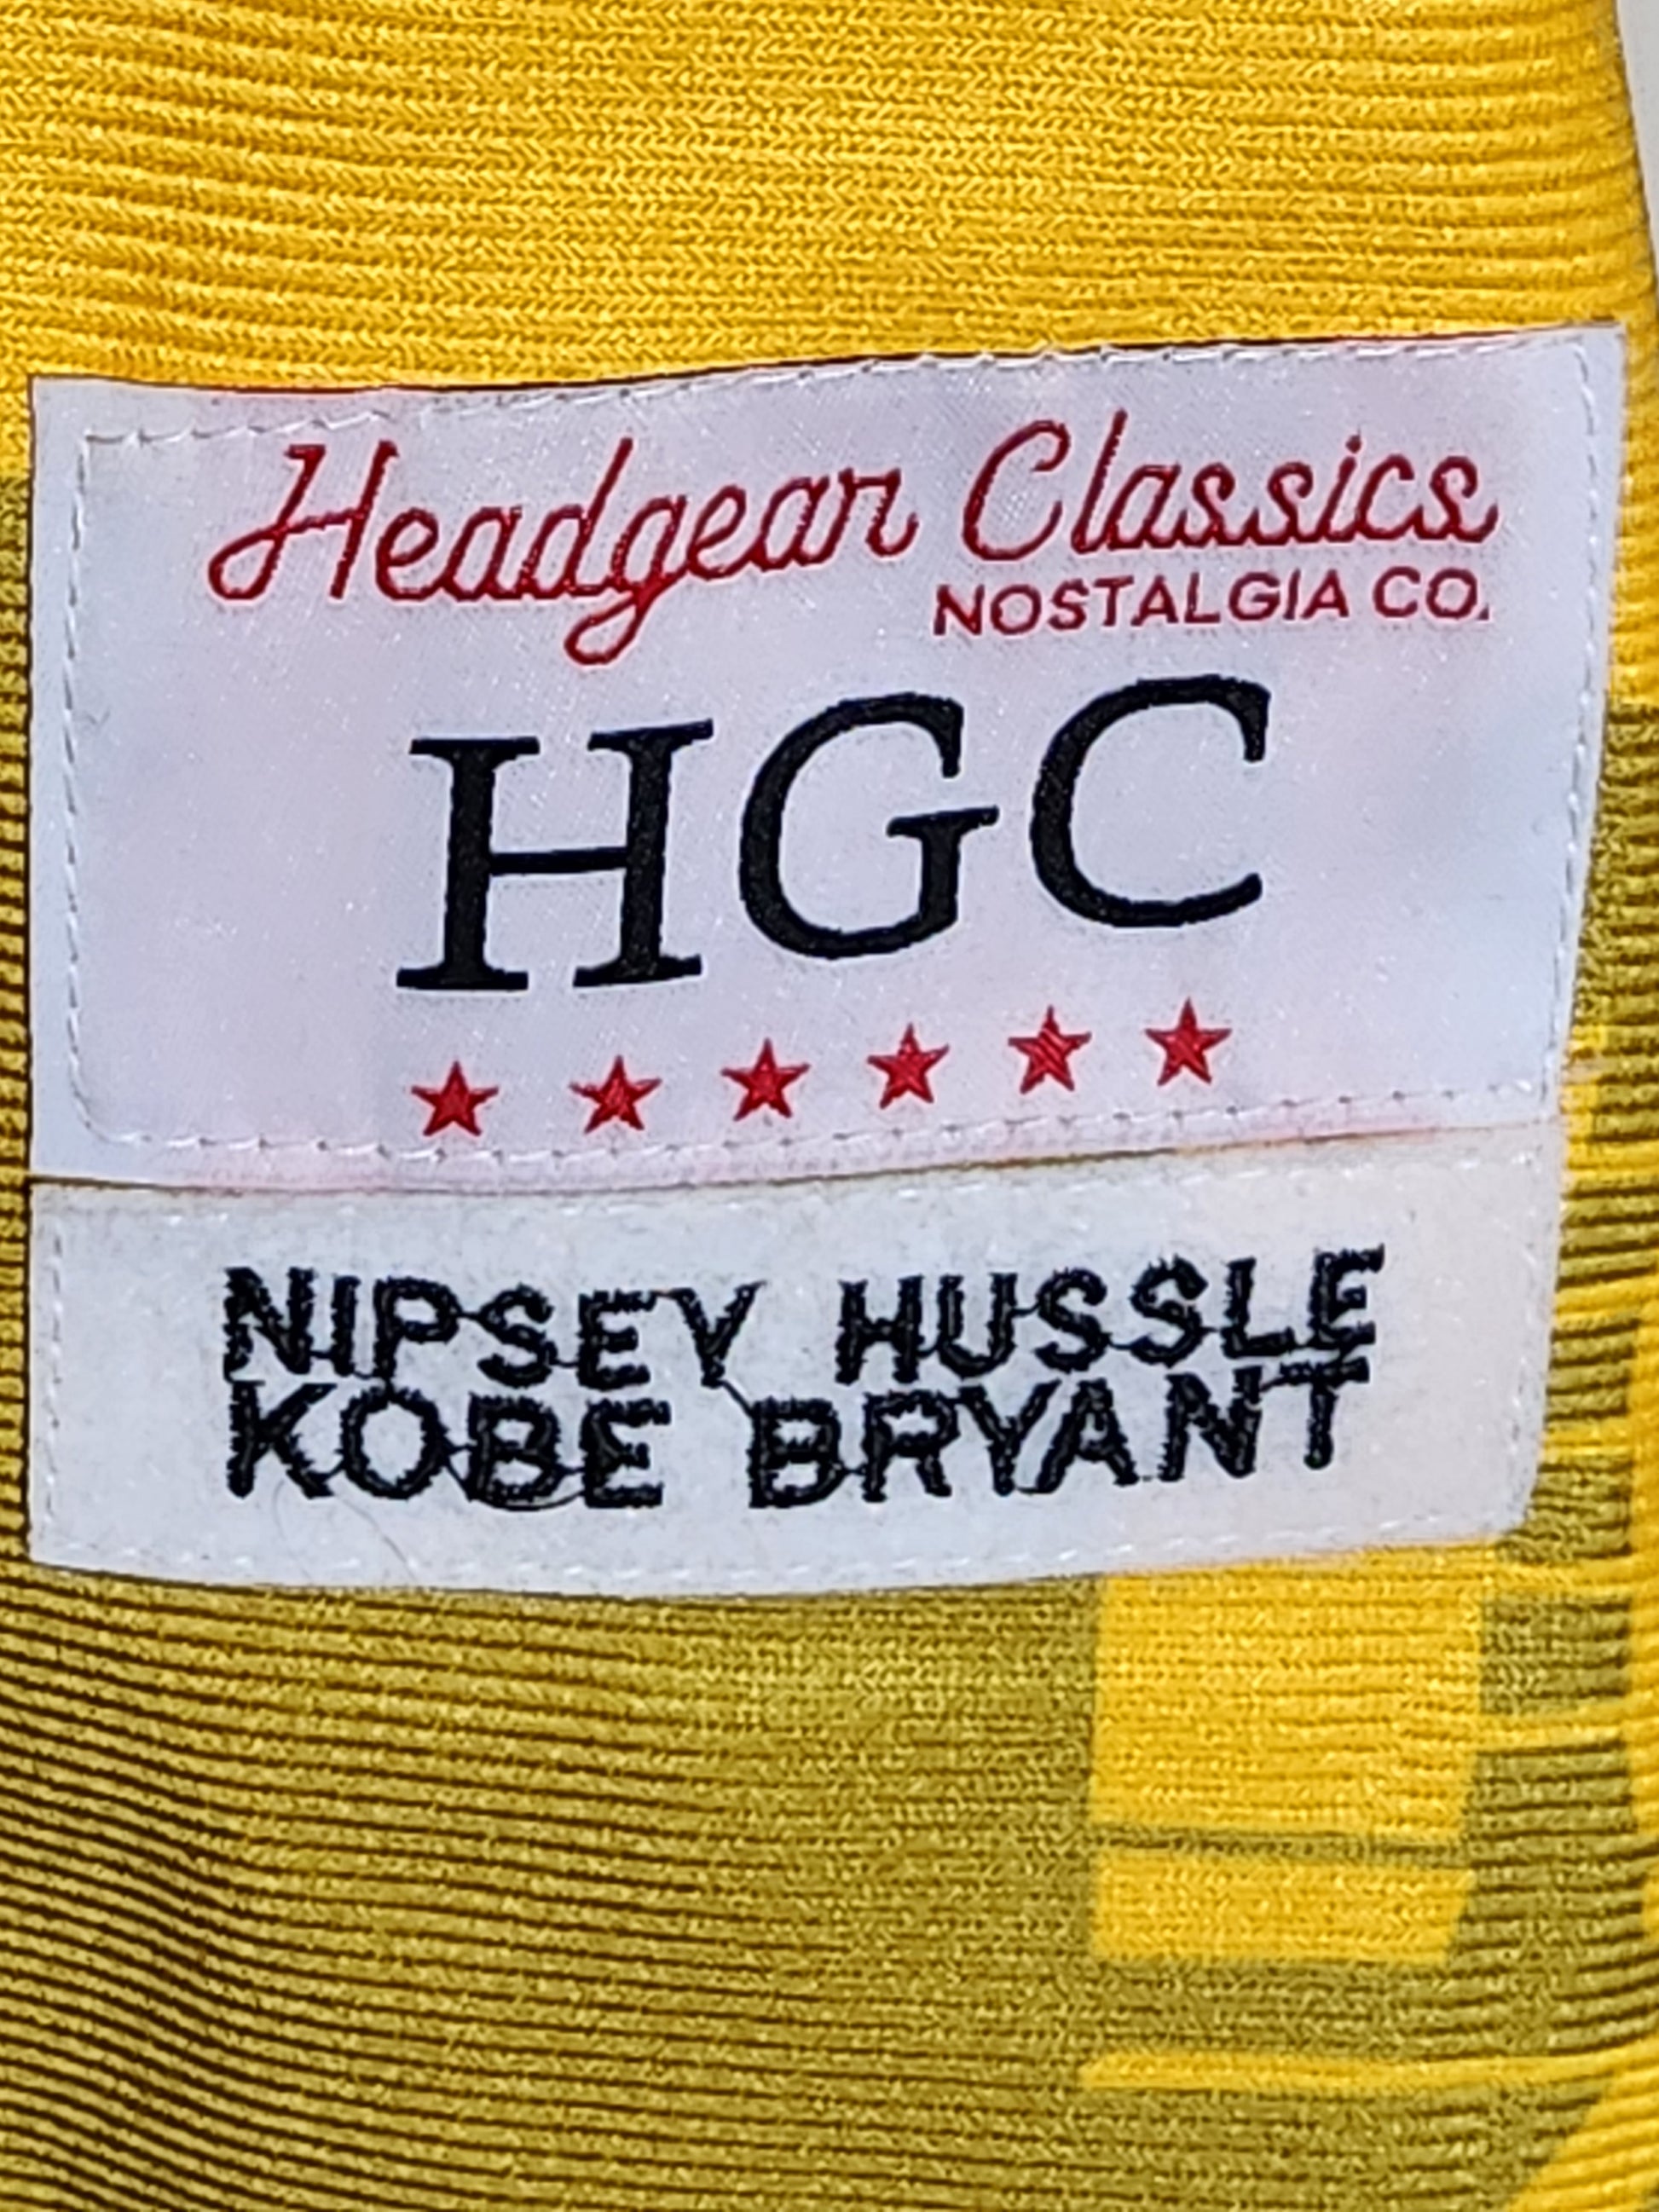 Headgear Classics
NOSTALGIA CO.
HGC
NIPSEY HUSSLE
KOBE BRYANT